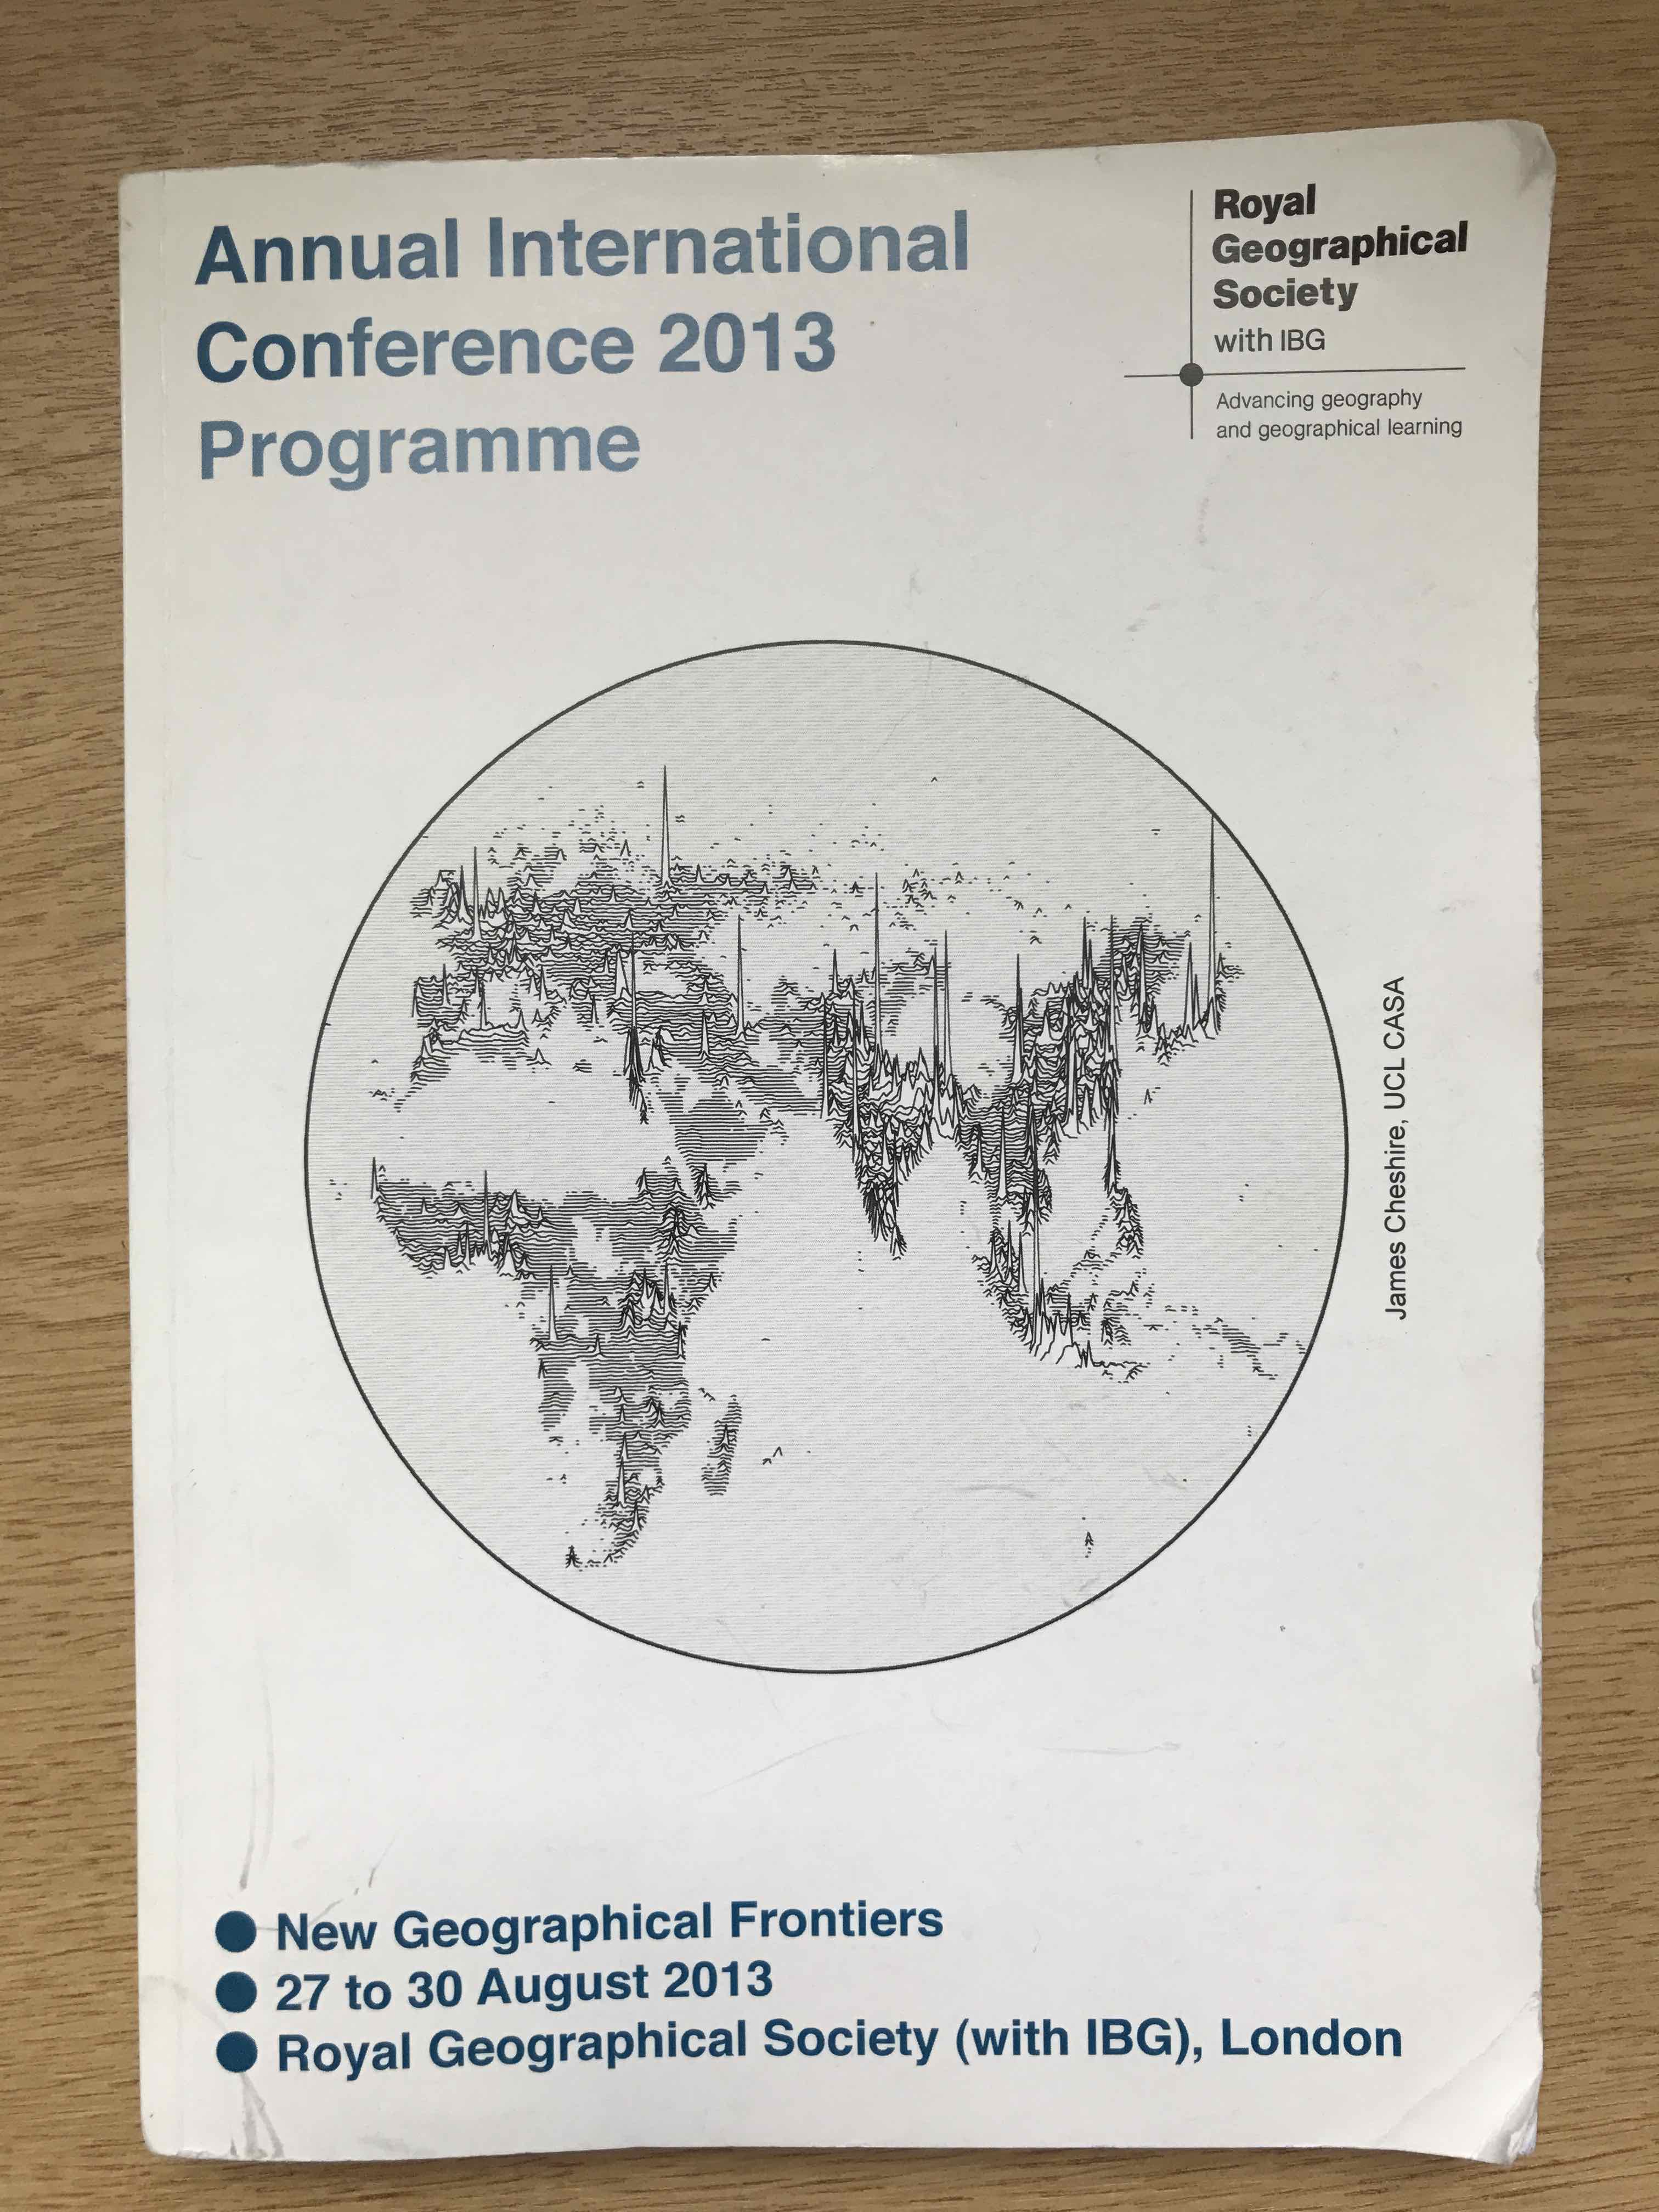 Annual International
Conference 2013
Programme
Royal
Geographical
Society
with IBG
Advancing geography
and geographical learning
James Cheshire, UCL CASA
New Geographical Frontiers
27 to 30 August 2013
Royal Geographical Society (with IBG), London